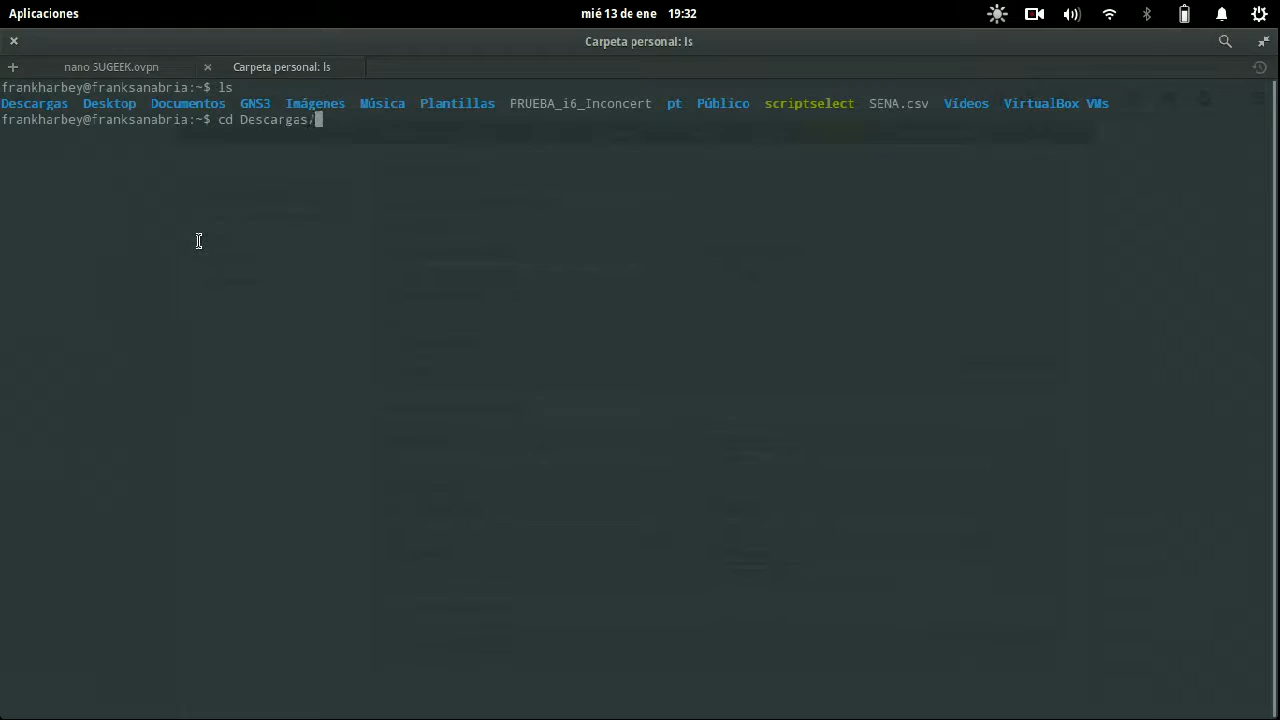 Aplicaciones mié 13 de ene 19:32
Carpeta personal: ls
nano SUGEEK.ovpn Carpeta personal: ls
frankharbey@franksanabria:~$ ls
Descargas Desktop Documentos GNS3 Imágenes Música Plantillas PRUEBA_i6_Inconcert pt Público scriptselect SENA.csv Vídeos VirtualBox VMs
frankharbey@franksanabria:~$ cd Descargas/